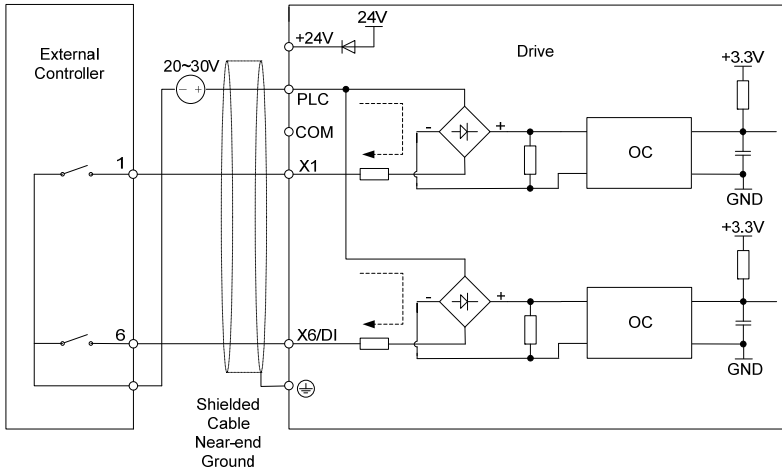 External
Controller
20~30V
- +
24V
+24V
Drive
PLC
COM
1
X1
- +
OC
+3.3V
GND
6
X6/DI
- +
OC
+3.3V
GND
Shielded
Cable
Near-end
Ground